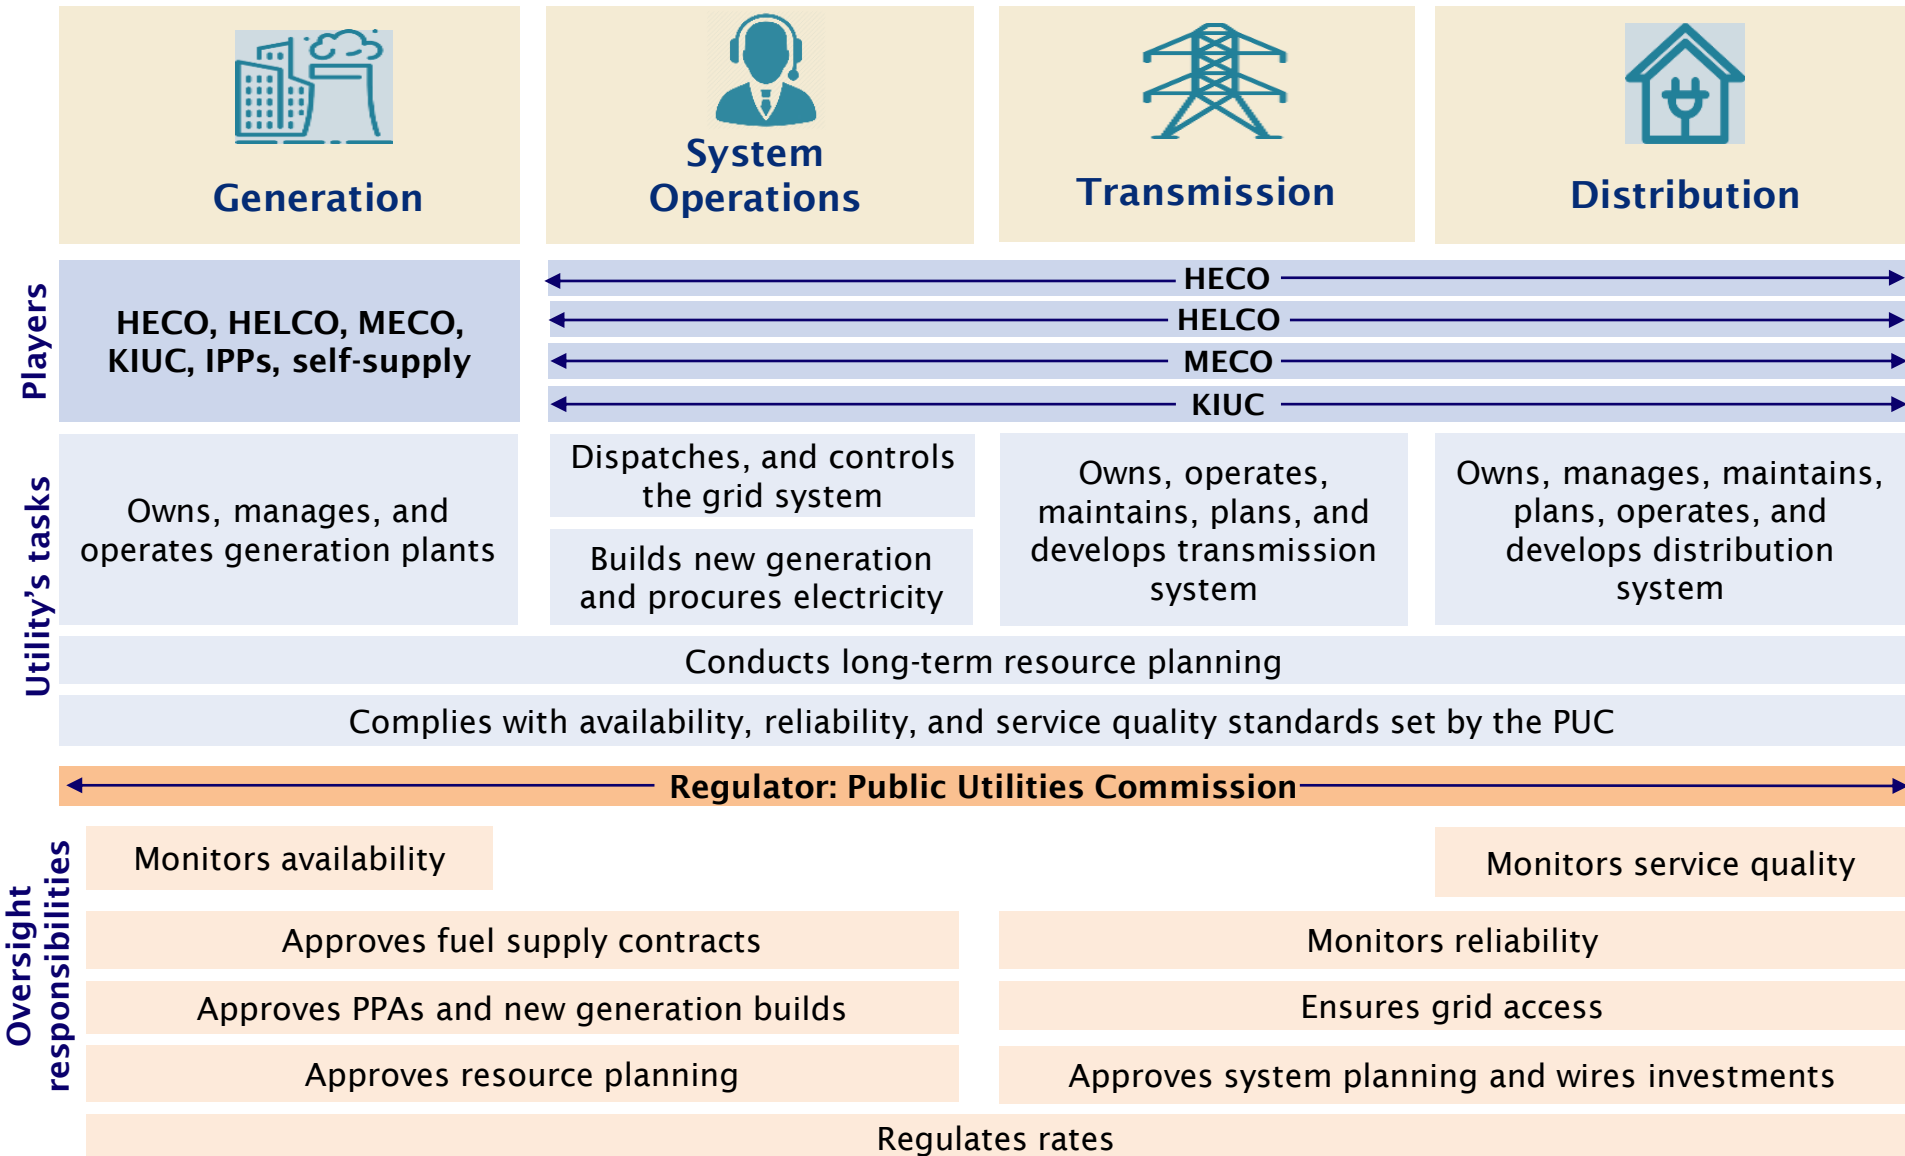 Generation
System
Operations
Transmission
Distribution
Players
HECO, HELCO, MECO,
KIUC, IPPs, self-supply
HECO
HELCO
MECO
KIUC
Utility's tasks
Owns, manages, and
operates generation plants
Dispatches, and controls
the grid system
Builds new generation
and procures electricity
Owns, operates,
maintains, plans, and
develops transmission
system
Owns, manages, maintains,
plans, operates, and
develops distribution
system
Conducts long-term resource planning
Complies with availability, reliability, and service quality standards set by the PUC
Regulator: Public Utilities Commission
Oversight
responsibilities
Monitors availability
Monitors service quality
Approves fuel supply contracts
Monitors reliability
Approves PPAs and new generation builds
Ensures grid access
Approves resource planning
Approves system planning and wires investments
Regulates rates